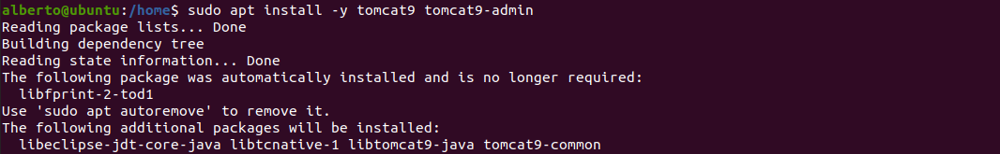 alberto@ubuntu:/home$ sudo apt install -y tomcat9 tomcat9-admin
Reading package lists... Done
Building dependency tree
Reading state information... Done
The following package was automatically installed and is no longer required:
  libfprint-2-tod1
Use 'sudo apt autoremove' to remove it.
The following additional packages will be installed:
  libeclipse-jdt-core-java libtcnative-1 libtomcat9-java tomcat9-common